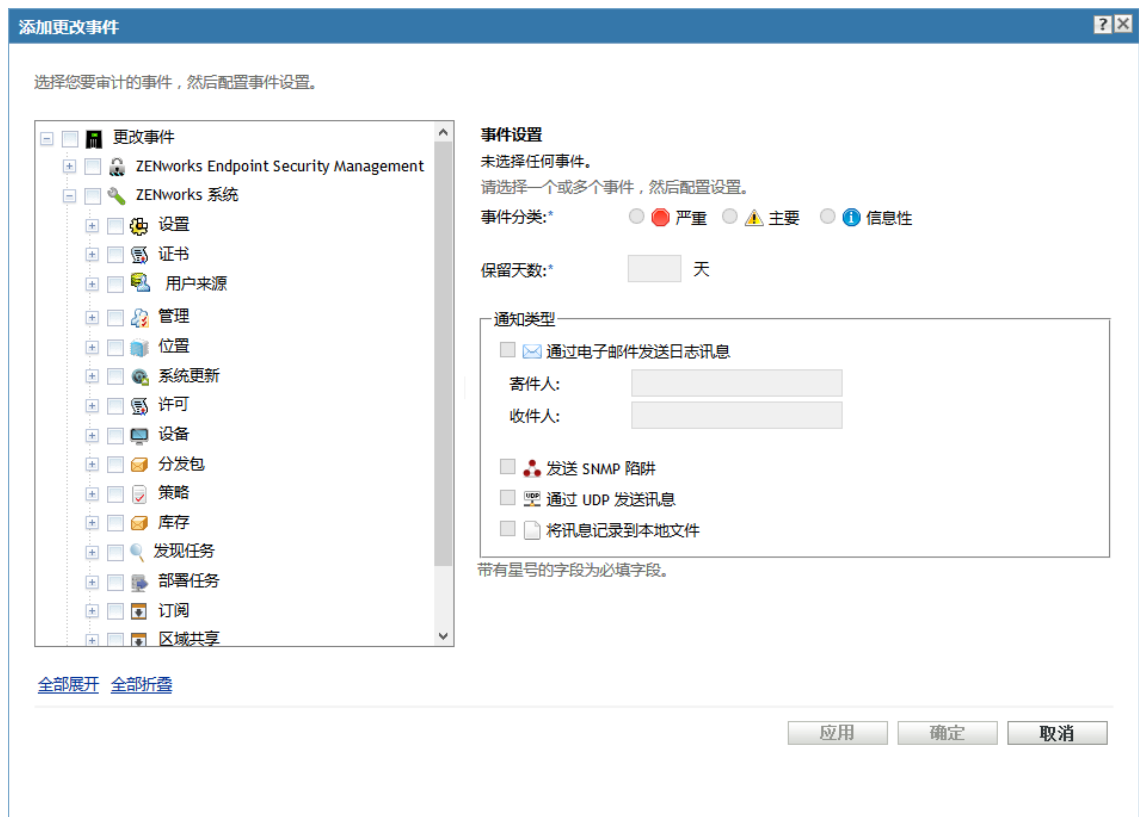 添加更改事件
选择您要审计的事件，然后配置事件设置。
更改事件
ZENworks Endpoint Security Management
ZENworks 系统
设置
证书
用户来源
管理
位置
系统更新
许可
设备
分发包
策略
库存
发现任务
部署任务
订阅
区域共享
全部展开 全部折叠
事件设置
未选择任何事件。
请选择一个或多个事件，然后配置设置。
事件分类:* 严重 主要 信息性
保留天数:* 天
通知类型
通过电子邮件发送日志讯息
寄件人:
收件人:
发送 SNMP 陷阱
UDP 通过 UDP 发送讯息
将讯息记录到本地文件
带有星号的字段为必填字段。
应用 确定 取消